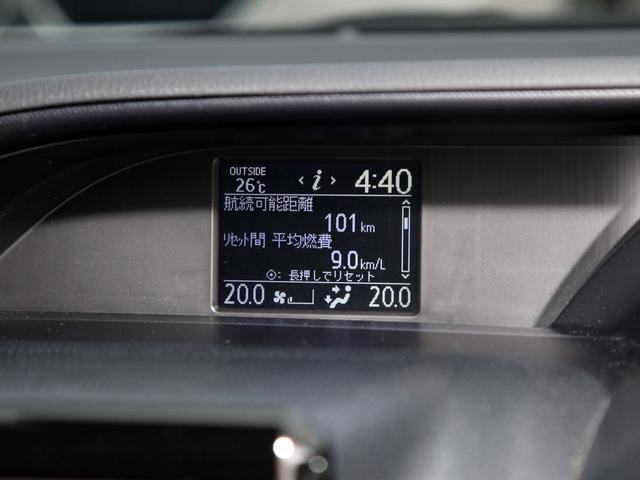 OUTSIDE
26℃ < i > 4:40
航続可能距離
101 km
ﾘｾｯﾄ間 平均燃費
9.0 km/L
⊙: 長押しでリセット
20.0 20.0